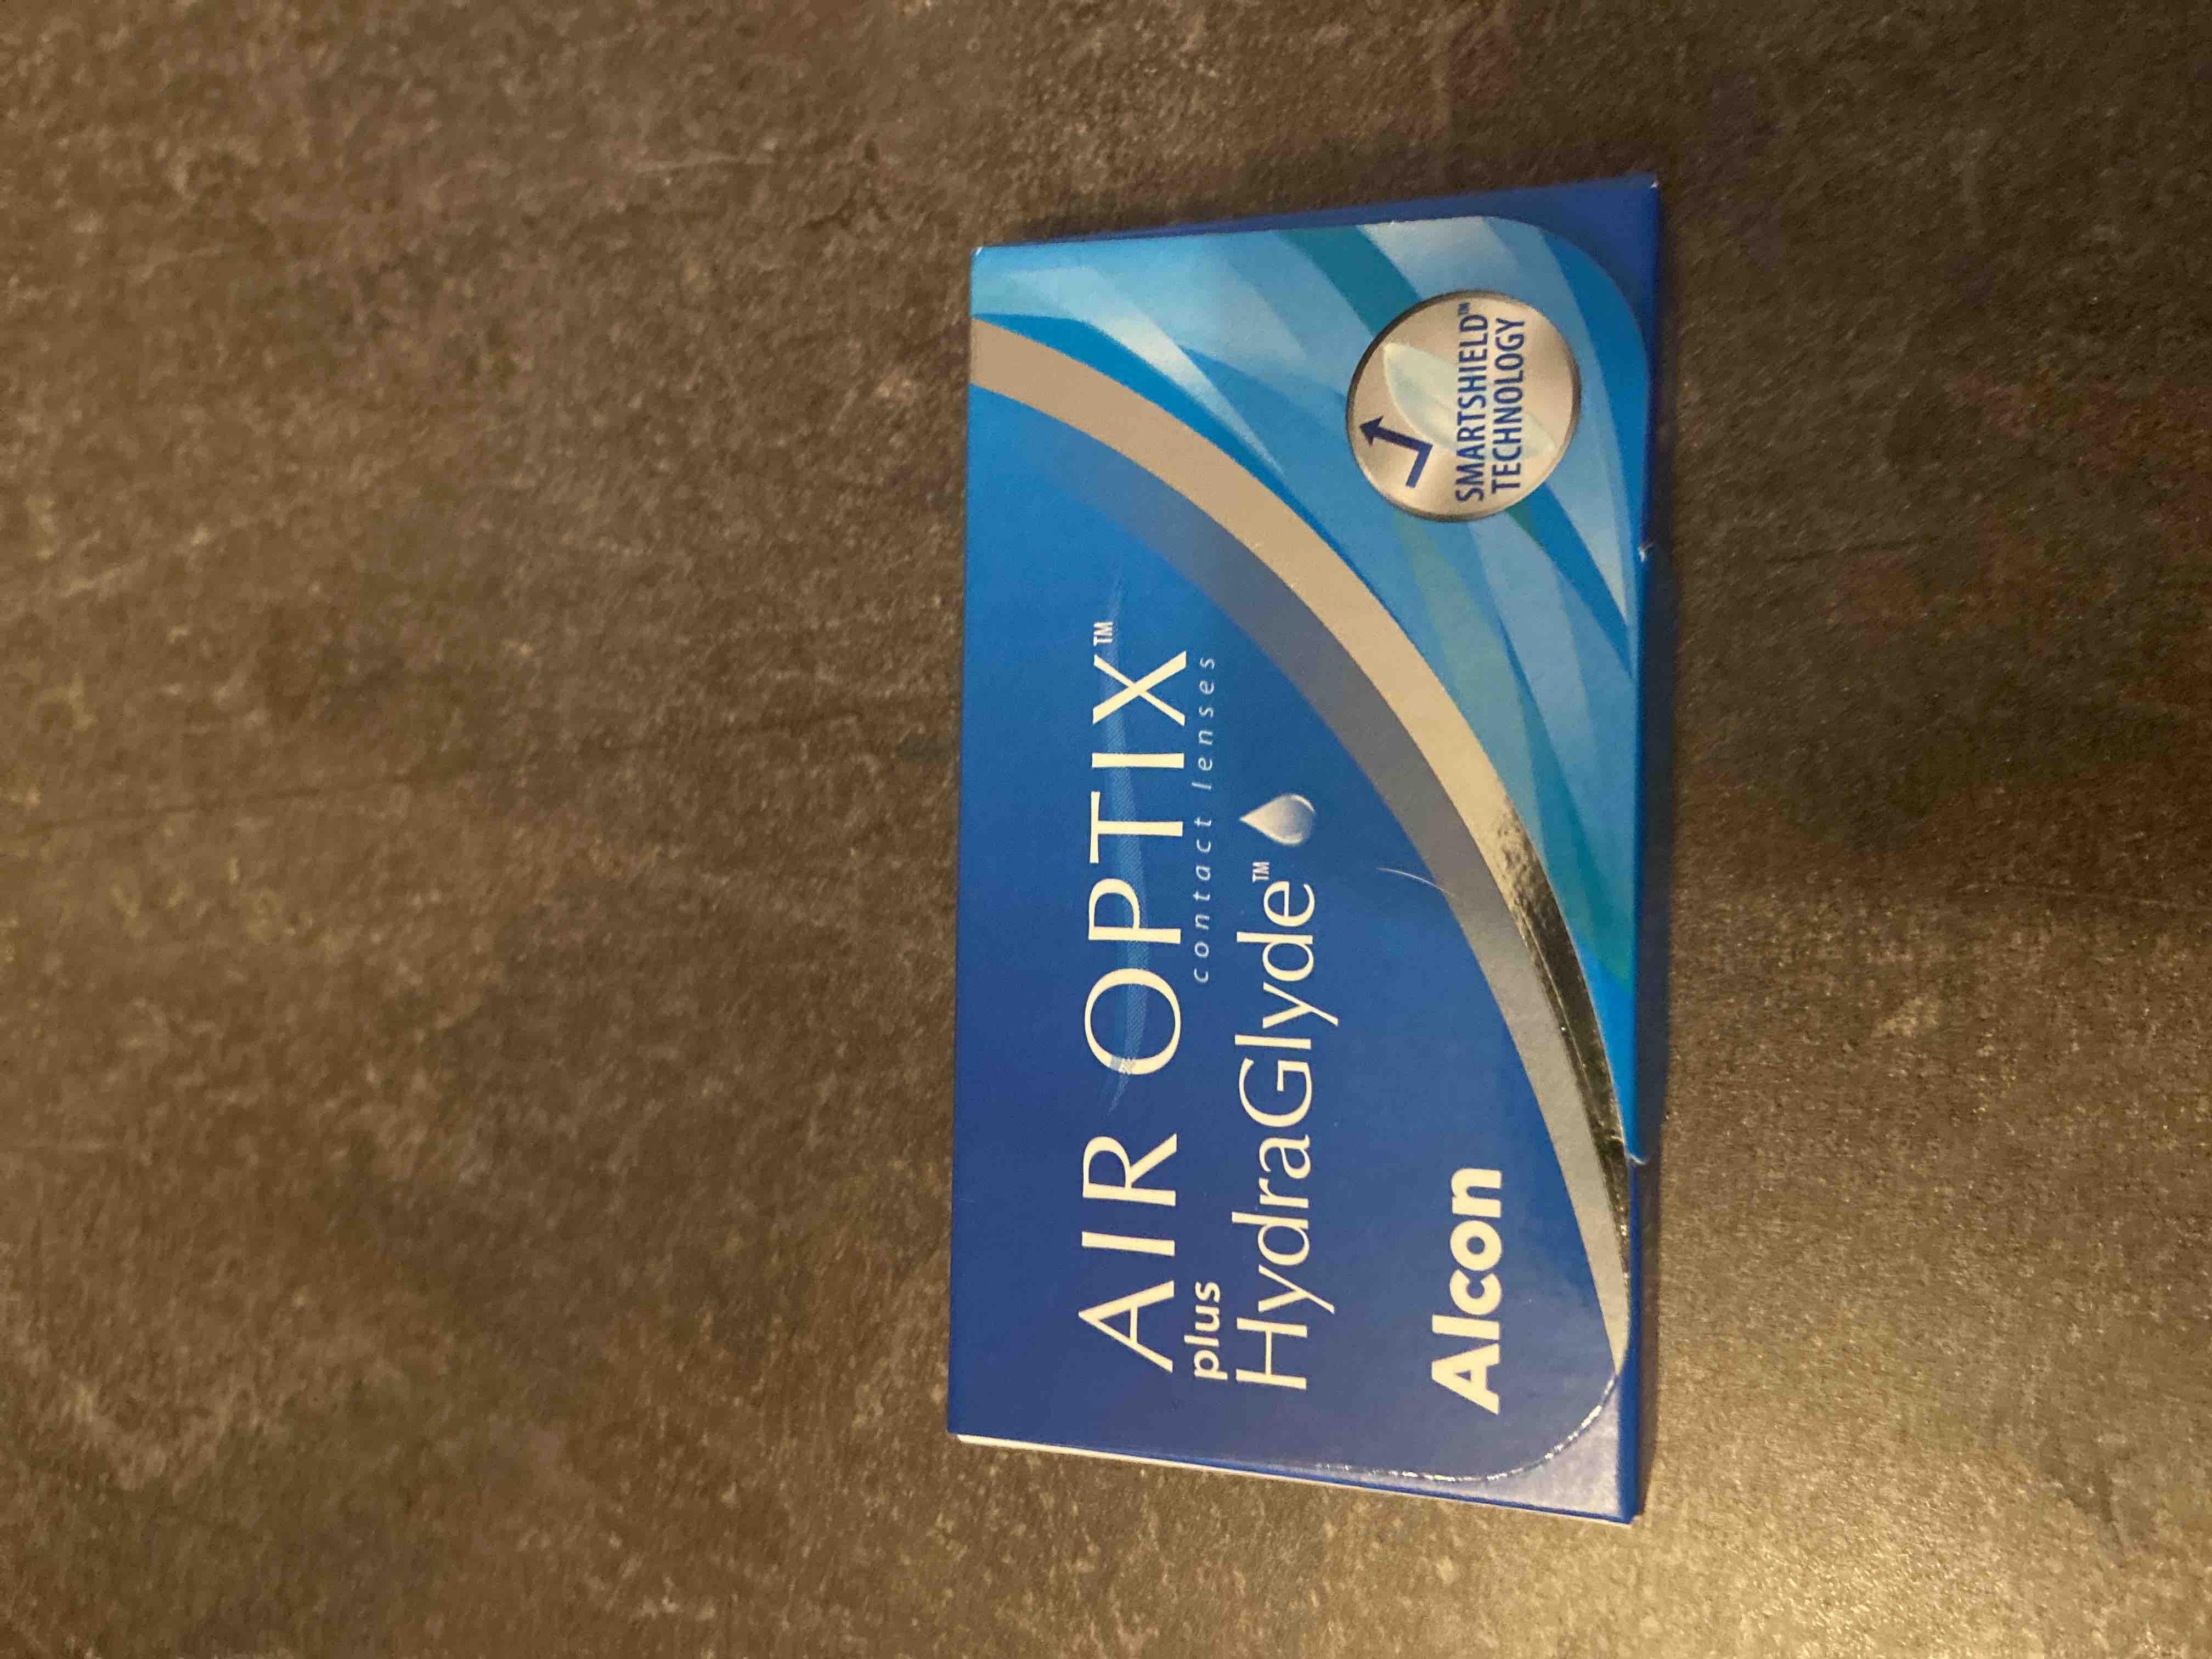 AIR OPTIX™
plus contact lenses
HydraGlyde™
Alcon
SMARTSHIELD™
TECHNOLOGY